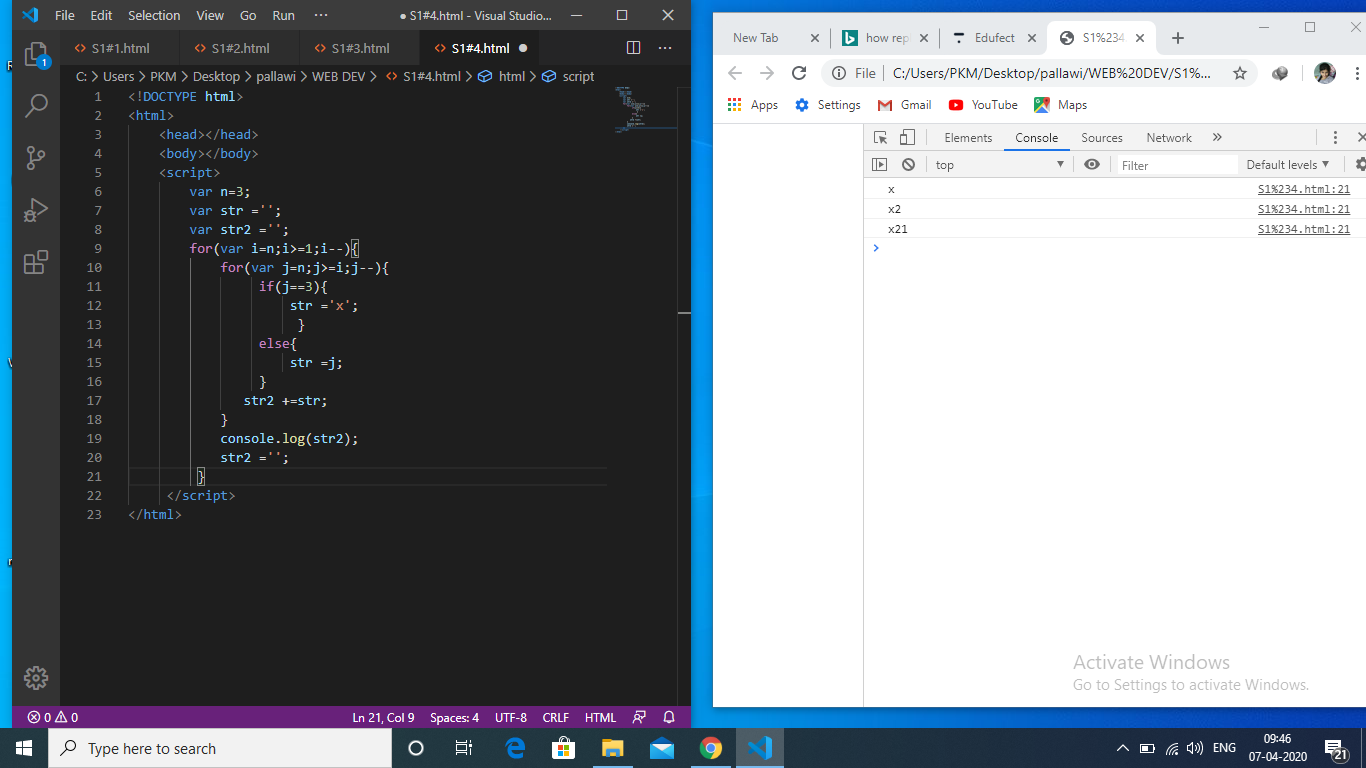 File Edit Selection View Go Run ··· ● S1#4.html - Visual Studio...
S1#1.html S1#2.html S1#3.html S1#4.html ●
C: > Users > PKM > Desktop > pallawi > WEB DEV > S1#4.html > html > script
1 <!DOCTYPE html>
2 <html>
3 <head></head>
4 <body></body>
5 <script>
6 var n=3;
7 var str ='';
8 var str2 ='';
9 for(var i=n;i>=1;i--){
10 for(var j=n;j>=i;j--){
11 if(j==3){
12 str ='x';
13 }
14 else{
15 str =j;
16 }
17 str2 +=str;
18 }
19 console.log(str2);
20 str2 ='';
21 }
22 </script>
23 </html>
1
0 0 Ln 21, Col 9 Spaces: 4 UTF-8 CRLF HTML
New Tab how rep Edufect S1%234
File C:/Users/PKM/Desktop/pallawi/WEB%20DEV/S1%...
Apps Settings Gmail YouTube Maps
Elements Console Sources Network »
top Filter Default levels
x S1%234.html:21
x2 S1%234.html:21
x21 S1%234.html:21
>
Activate Windows
Go to Settings to activate Windows.
Type here to search
ENG 09:46
07-04-2020
21